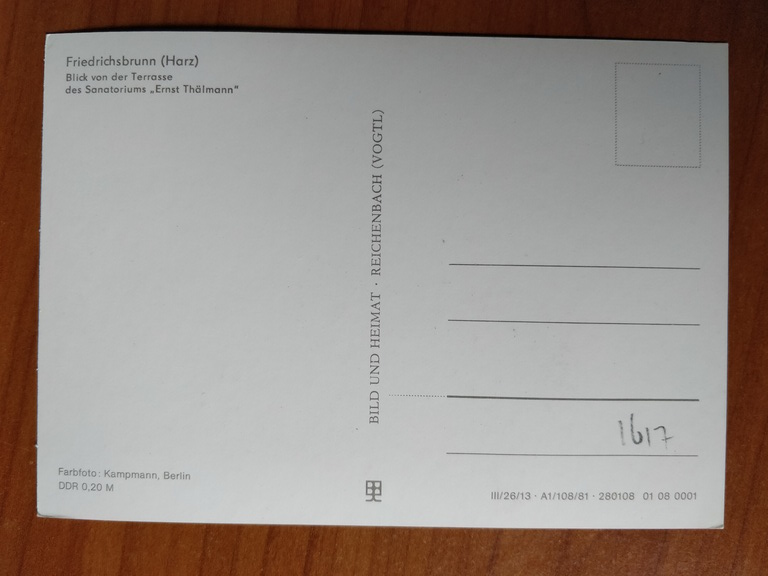 Friedrichsbrunn (Harz)
Blick von der Terrasse
des Sanatoriums „Ernst Thälmann“
BILD UND HEIMAT · REICHENBACH (VOGTL)
1617
Farbfoto: Kampmann, Berlin
DDR 0,20 M
III/26/13 · A1/108/81 · 280108 01 08 0001